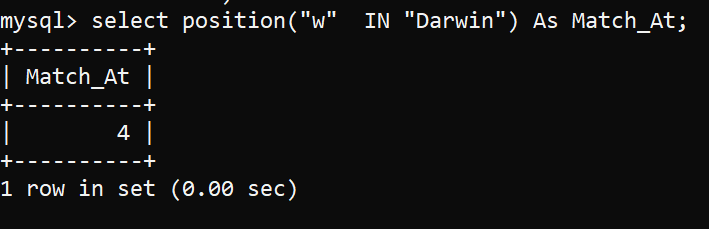 mysql> select position("w"  IN "Darwin") As Match_At;
+----------+
| Match_At |
+----------+
|        4 |
+----------+
1 row in set (0.00 sec)